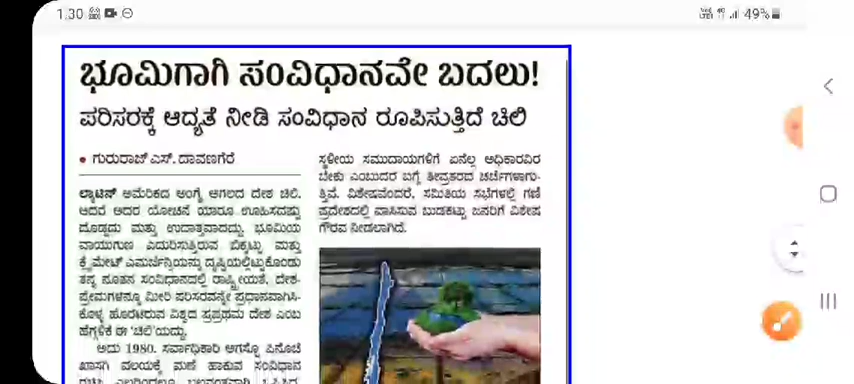 1.30
49%
ಭೂಮಿಗಾಗಿ ಸಂವಿಧಾನವೇ ಬದಲು!
ಪರಿಸರಕ್ಕೆ ಆದ್ಯತೆ ನೀಡಿ ಸಂವಿಧಾನ ರೂಪಿಸುತ್ತಿದೆ ಚಿಲಿ
• ಗುರುರಾಜ್ ಎಸ್. ದಾವಣಗೆರೆ
ಲ್ಯಾಟಿನ್ ಅಮೆರಿಕದ ಅಂಗೈ ಅಗಲದ ದೇಶ ಚಿಲಿ.
ಆದರೆ ಅದರ ಯೋಚನೆ ಯಾರೂ ಊಹಿಸದಷ್ಟು
ದೊಡ್ಡದು ಮತ್ತು ಉದಾತ್ತವಾದದ್ದು. ಭೂಮಿಯ
ವಾಯುಗುಣ ಎದುರಿಸುತ್ತಿರುವ ಬಿಕ್ಕಟ್ಟು ಮತ್ತು
ಕ್ಲೈಮೇಟ್ ಎಮರ್ಜೆನ್ಸಿಯನ್ನು ದೃಷ್ಟಿಯಲ್ಲಿಟ್ಟುಕೊಂಡು
ತನ್ನ ನೂತನ ಸಂವಿಧಾನದಲ್ಲಿ ರಾಷ್ಟ್ರೀಯತೆ, ದೇಶ-
ಪ್ರೇಮಗಳನ್ನೂ ಮೀರಿ ಪರಿಸರವನ್ನೇ ಪ್ರಧಾನವಾಗಿಸಿ-
ಕೊಳ್ಳ ಹೊರಟಿರುವ ವಿಶ್ವದ ಪ್ರಪ್ರಥಮ ದೇಶ ಎಂಬ
ಹೆಗ್ಗಳಿಕೆ ಈ 'ಚಿಲಿ'ಯದ್ದು.
ಅದು 1980. ಸರ್ವಾಧಿಕಾರಿ ಆಗಸ್ಟೊ ಪಿನೊಚೆ
ಖಾಸಗಿ ವಲಯಕ್ಕೆ ಮಣೆ ಹಾಕುವ ಸಂವಿಧಾನ
ಸ್ಥಳೀಯ ಸಮುದಾಯಗಳಿಗೆ ಏನೆಲ್ಲ ಅಧಿಕಾರವಿರ
ಬೇಕು ಎಂಬುದರ ಬಗ್ಗೆ ತೀವ್ರತರದ ಚರ್ಚೆಗಳಾಗು-
ತ್ತಿವೆ. ವಿಶೇಷವೆಂದರೆ, ಸಮಿತಿಯ ಸಭೆಗಳಲ್ಲಿ ಗಣಿ
ಪ್ರದೇಶದಲ್ಲಿ ವಾಸಿಸುವ ಬುಡಕಟ್ಟು ಜನರಿಗೆ ವಿಶೇಷ
ಗೌರವ ನೀಡಲಾಗಿದೆ.